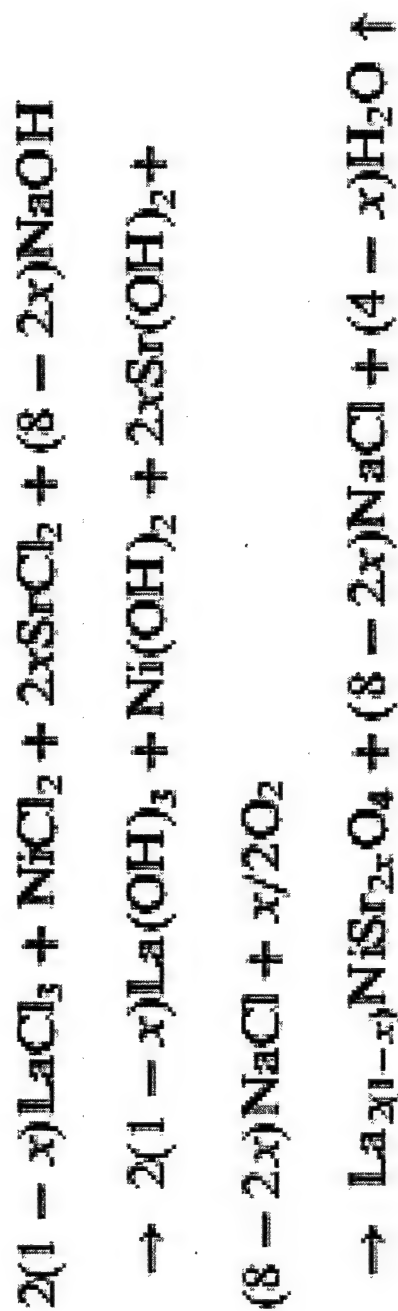 2(1 − x)LaCl₃ + NiCl₂ + 2xSrCl₂ + (8 − 2x)NaOH
→ 2(1 − x)La(OH)₃ + Ni(OH)₂ + 2xSr(OH)₂ +
(8 − 2x)NaCl + x/2O₂
→ La₂₍₁₋ₓ₎NiSr₂ₓO₄ + (8 − 2x)NaCl + (4 − x)H₂O ↑